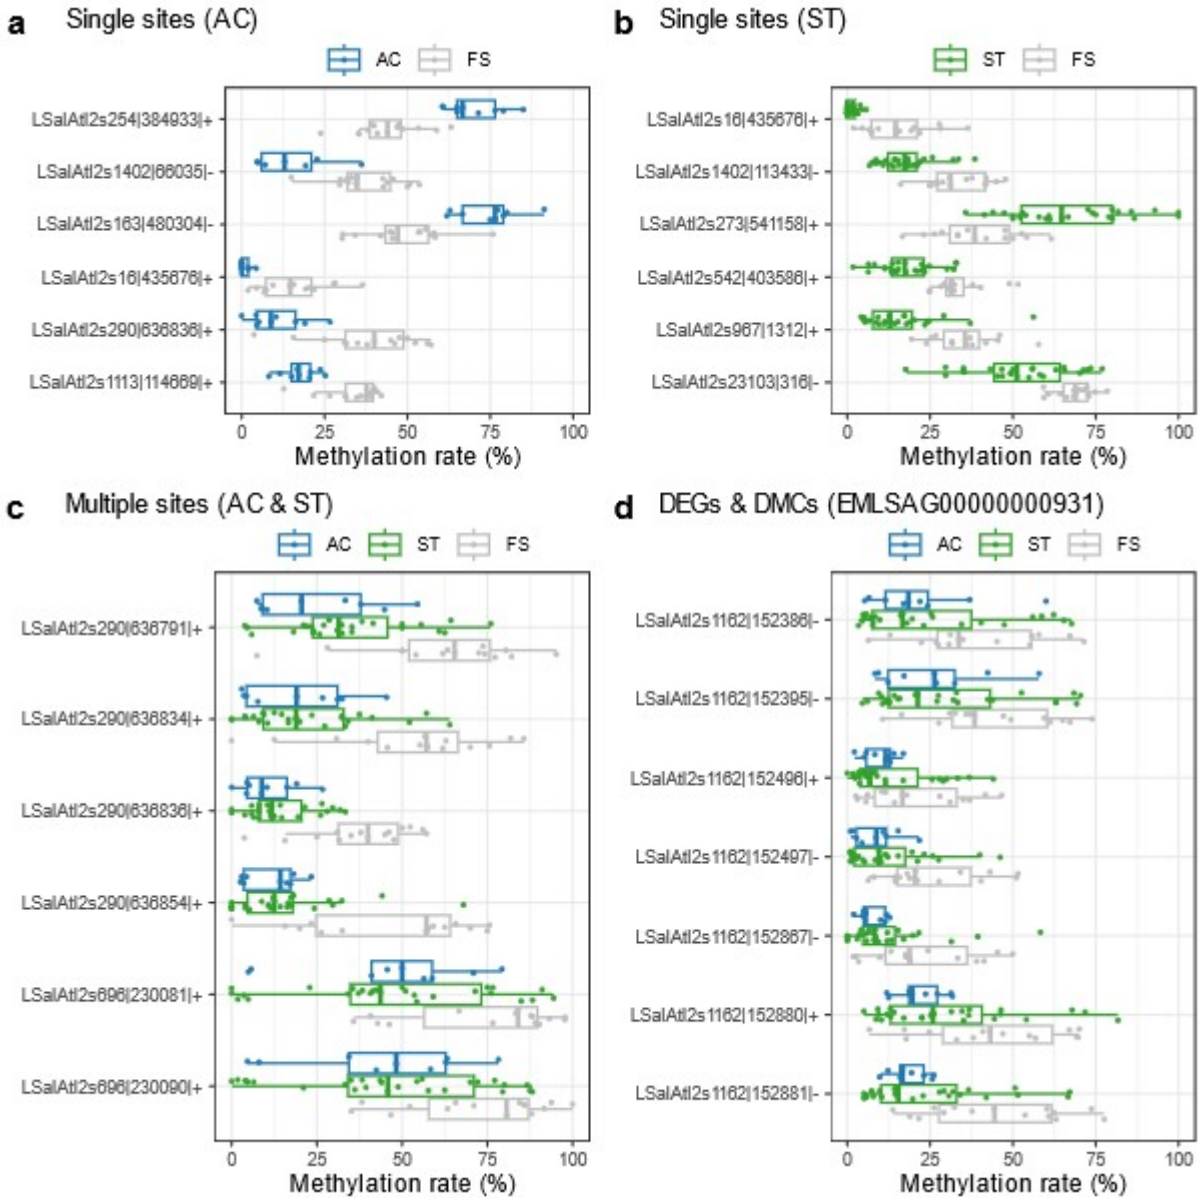 a Single sites (AC)
AC FS
LSalAtl2s254|384933|+
LSalAtl2s1402|66035|-
LSalAtl2s163|480304|-
LSalAtl2s16|435676|+
LSalAtl2s290|636836|+
LSalAtl2s1113|114669|+
0 25 50 75 100
Methylation rate (%)
b Single sites (ST)
ST FS
LSalAtl2s16|435676|+
LSalAtl2s1402|113433|-
LSalAtl2s273|541158|+
LSalAtl2s542|403586|+
LSalAtl2s967|1312|+
LSalAtl2s23103|316|-
0 25 50 75 100
Methylation rate (%)
c Multiple sites (AC & ST)
AC ST FS
LSalAtl2s290|636791|+
LSalAtl2s290|636834|+
LSalAtl2s290|636836|+
LSalAtl2s290|636854|+
LSalAtl2s696|230081|+
LSalAtl2s696|230090|+
0 25 50 75 100
Methylation rate (%)
d DEGs & DMCs (EMLSAG00000000931)
AC ST FS
LSalAtl2s1162|152386|-
LSalAtl2s1162|152395|-
LSalAtl2s1162|152496|+
LSalAtl2s1162|152497|-
LSalAtl2s1162|152867|-
LSalAtl2s1162|152880|+
LSalAtl2s1162|152881|-
0 25 50 75 100
Methylation rate (%)